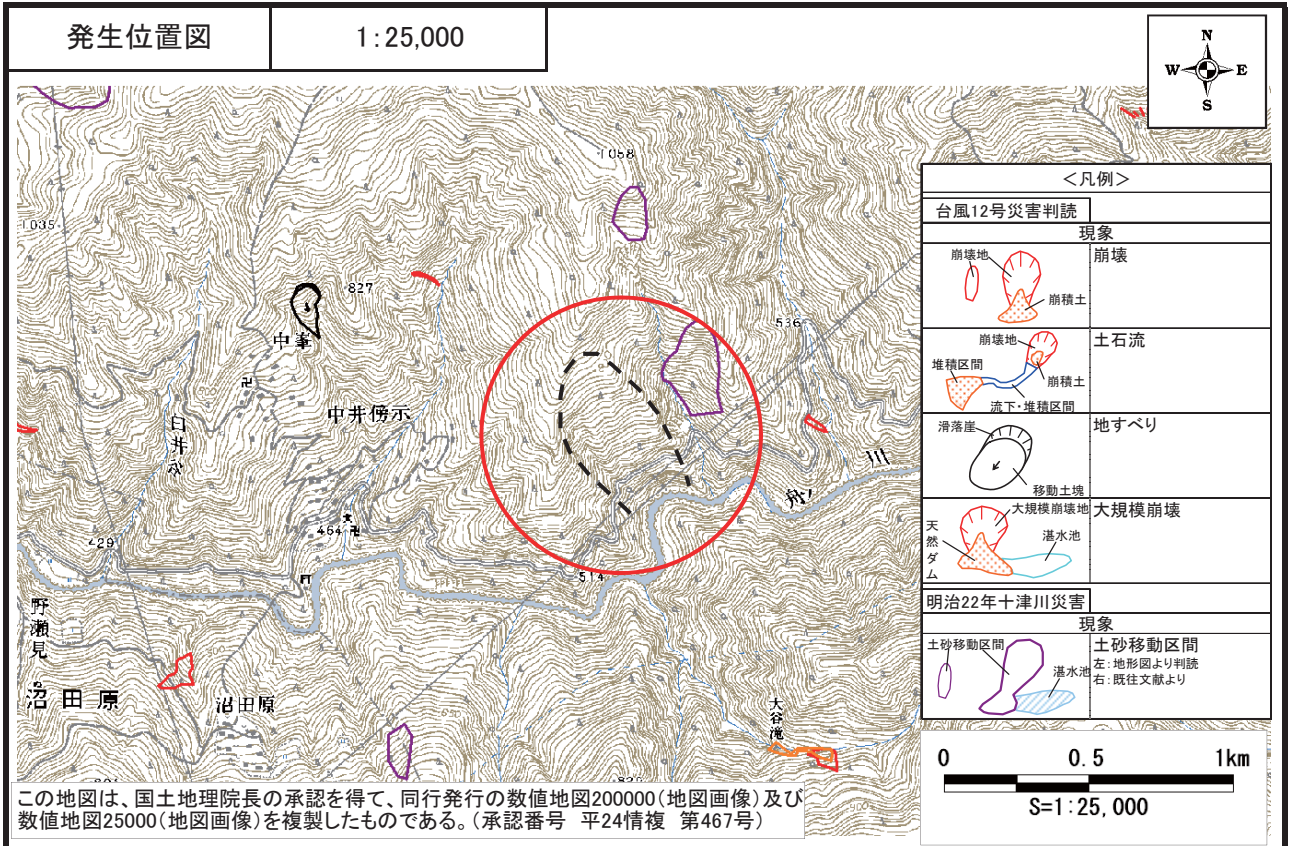 発生位置図
1:25,000
N
W E
S
1058
1035
827
中峯
536
中井傍示
臼井谷
川
舟ノ
464
429
514
野瀬見
沼田原
沼田原
大谷滝
<凡例>
台風12号災害判読
現象
崩壊地
崩積土
崩壊
崩壊地
堆積区間
崩積土
流下・堆積区間
土石流
滑落崖
移動土塊
地すべり
大規模崩壊地
天然ダム
湛水池
大規模崩壊
明治22年十津川災害
現象
土砂移動区間
湛水池
土砂移動区間
左:地形図より判読
右:既往文献より
0 0.5 1km
S=1:25,000
この地図は、国土地理院長の承認を得て、同行発行の数値地図200000(地図画像)及び
数値地図25000(地図画像)を複製したものである。(承認番号 平24情複 第467号)